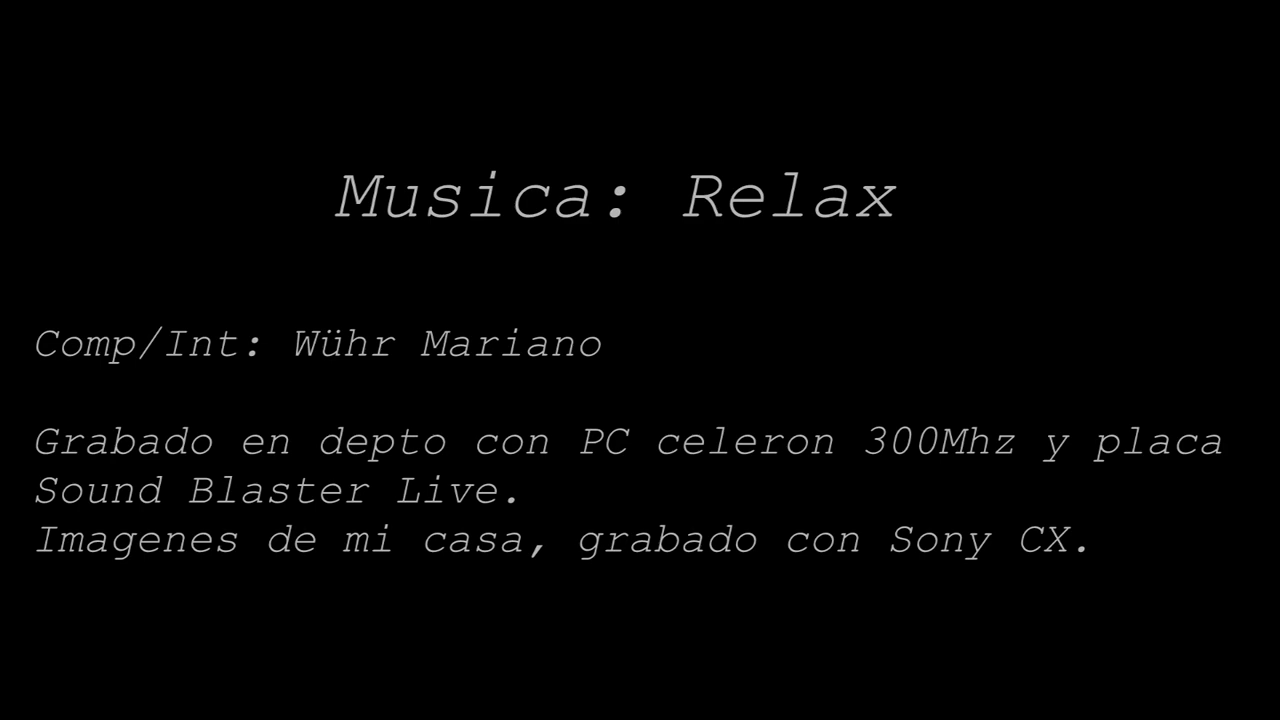 Musica: Relax
Comp/Int: Wühr Mariano
Grabado en depto con PC celeron 300Mhz y placa
Sound Blaster Live.
Imagenes de mi casa, grabado con Sony CX.